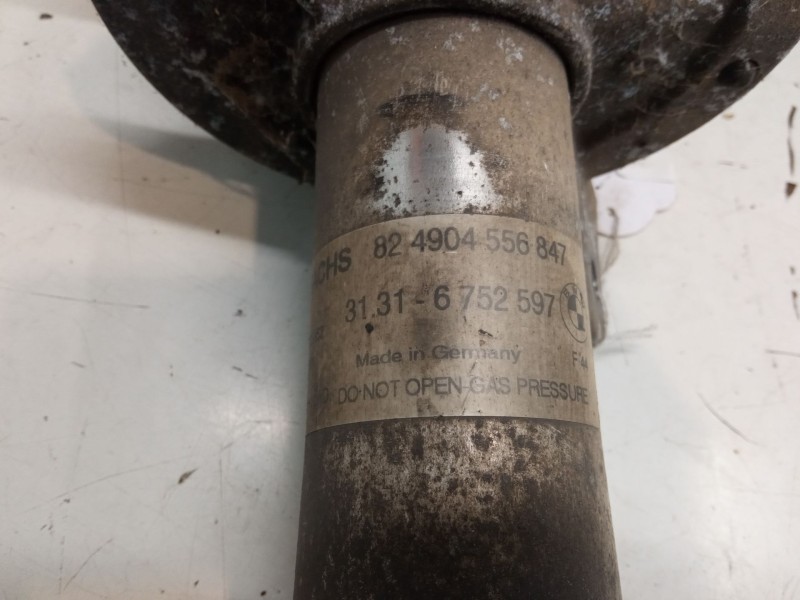 CHS 82 4904 556 847
31.31 - 6 752 597
Made in Germany
DO NOT OPEN-GAS PRESSURE